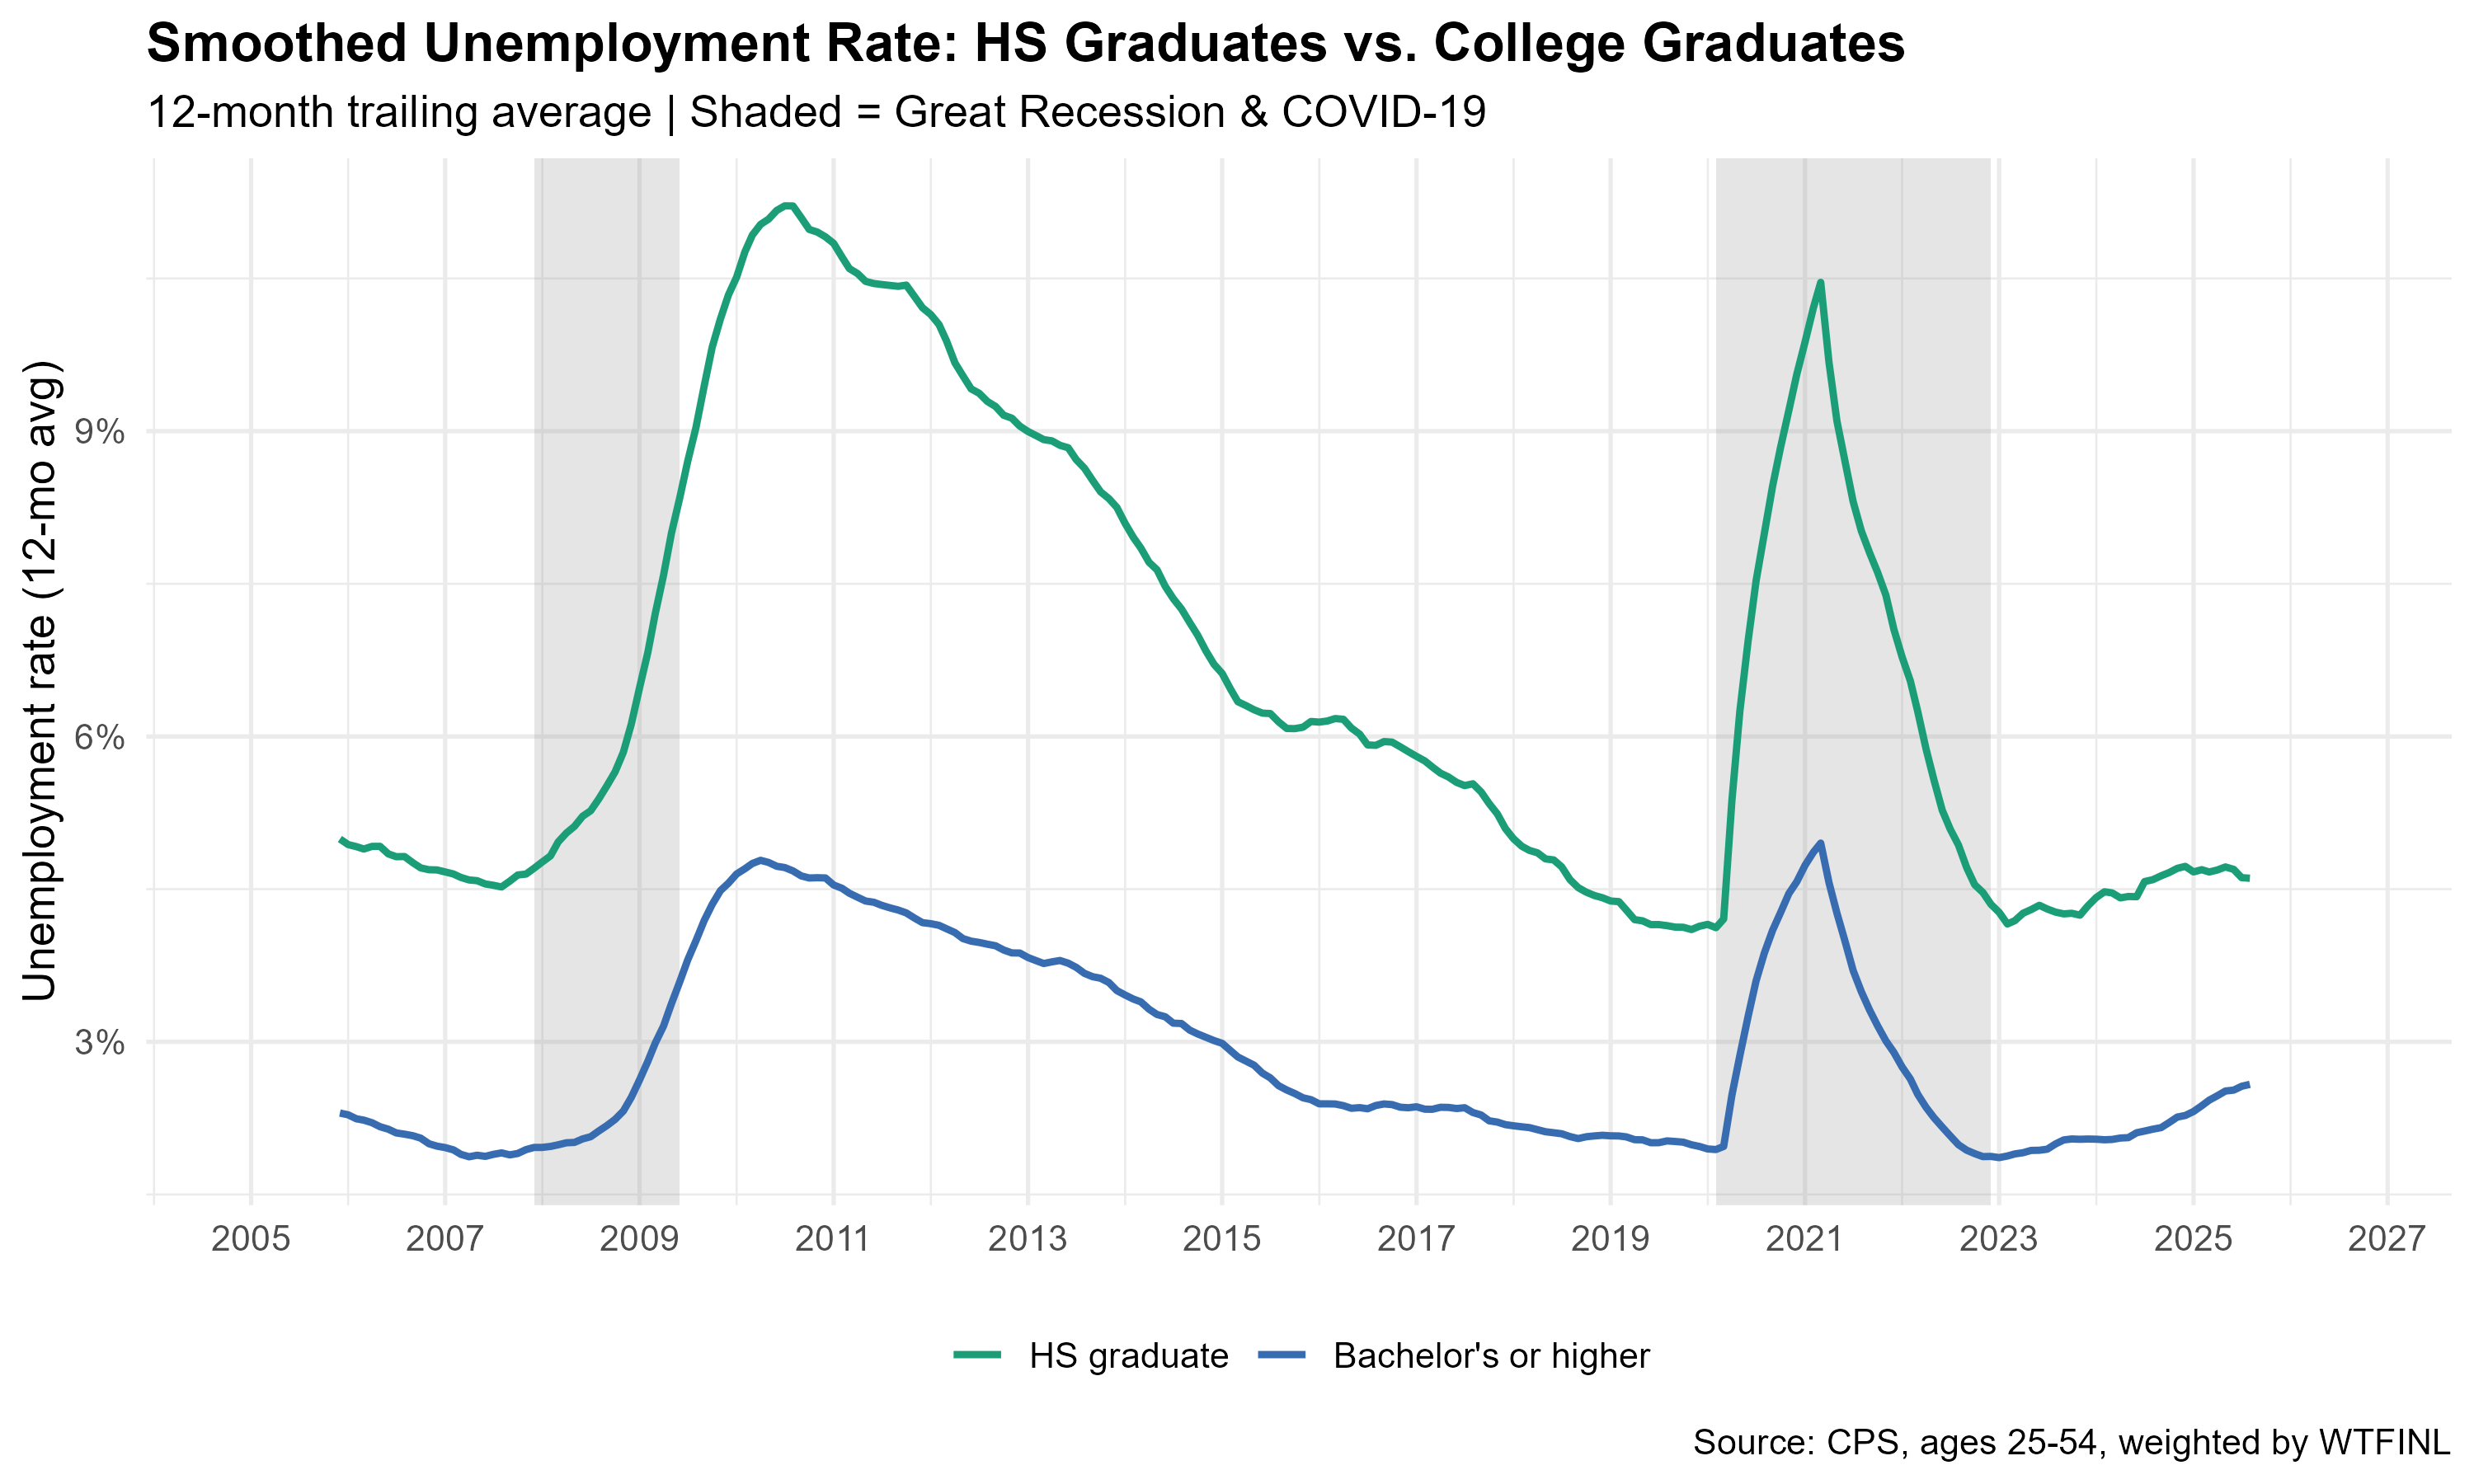 Smoothed Unemployment Rate: HS Graduates vs. College Graduates
12-month trailing average | Shaded = Great Recession & COVID-19
Unemployment rate (12-mo avg)
9%
6%
3%
2005 2007 2009 2011 2013 2015 2017 2019 2021 2023 2025 2027
HS graduate Bachelor's or higher
Source: CPS, ages 25-54, weighted by WTFINL